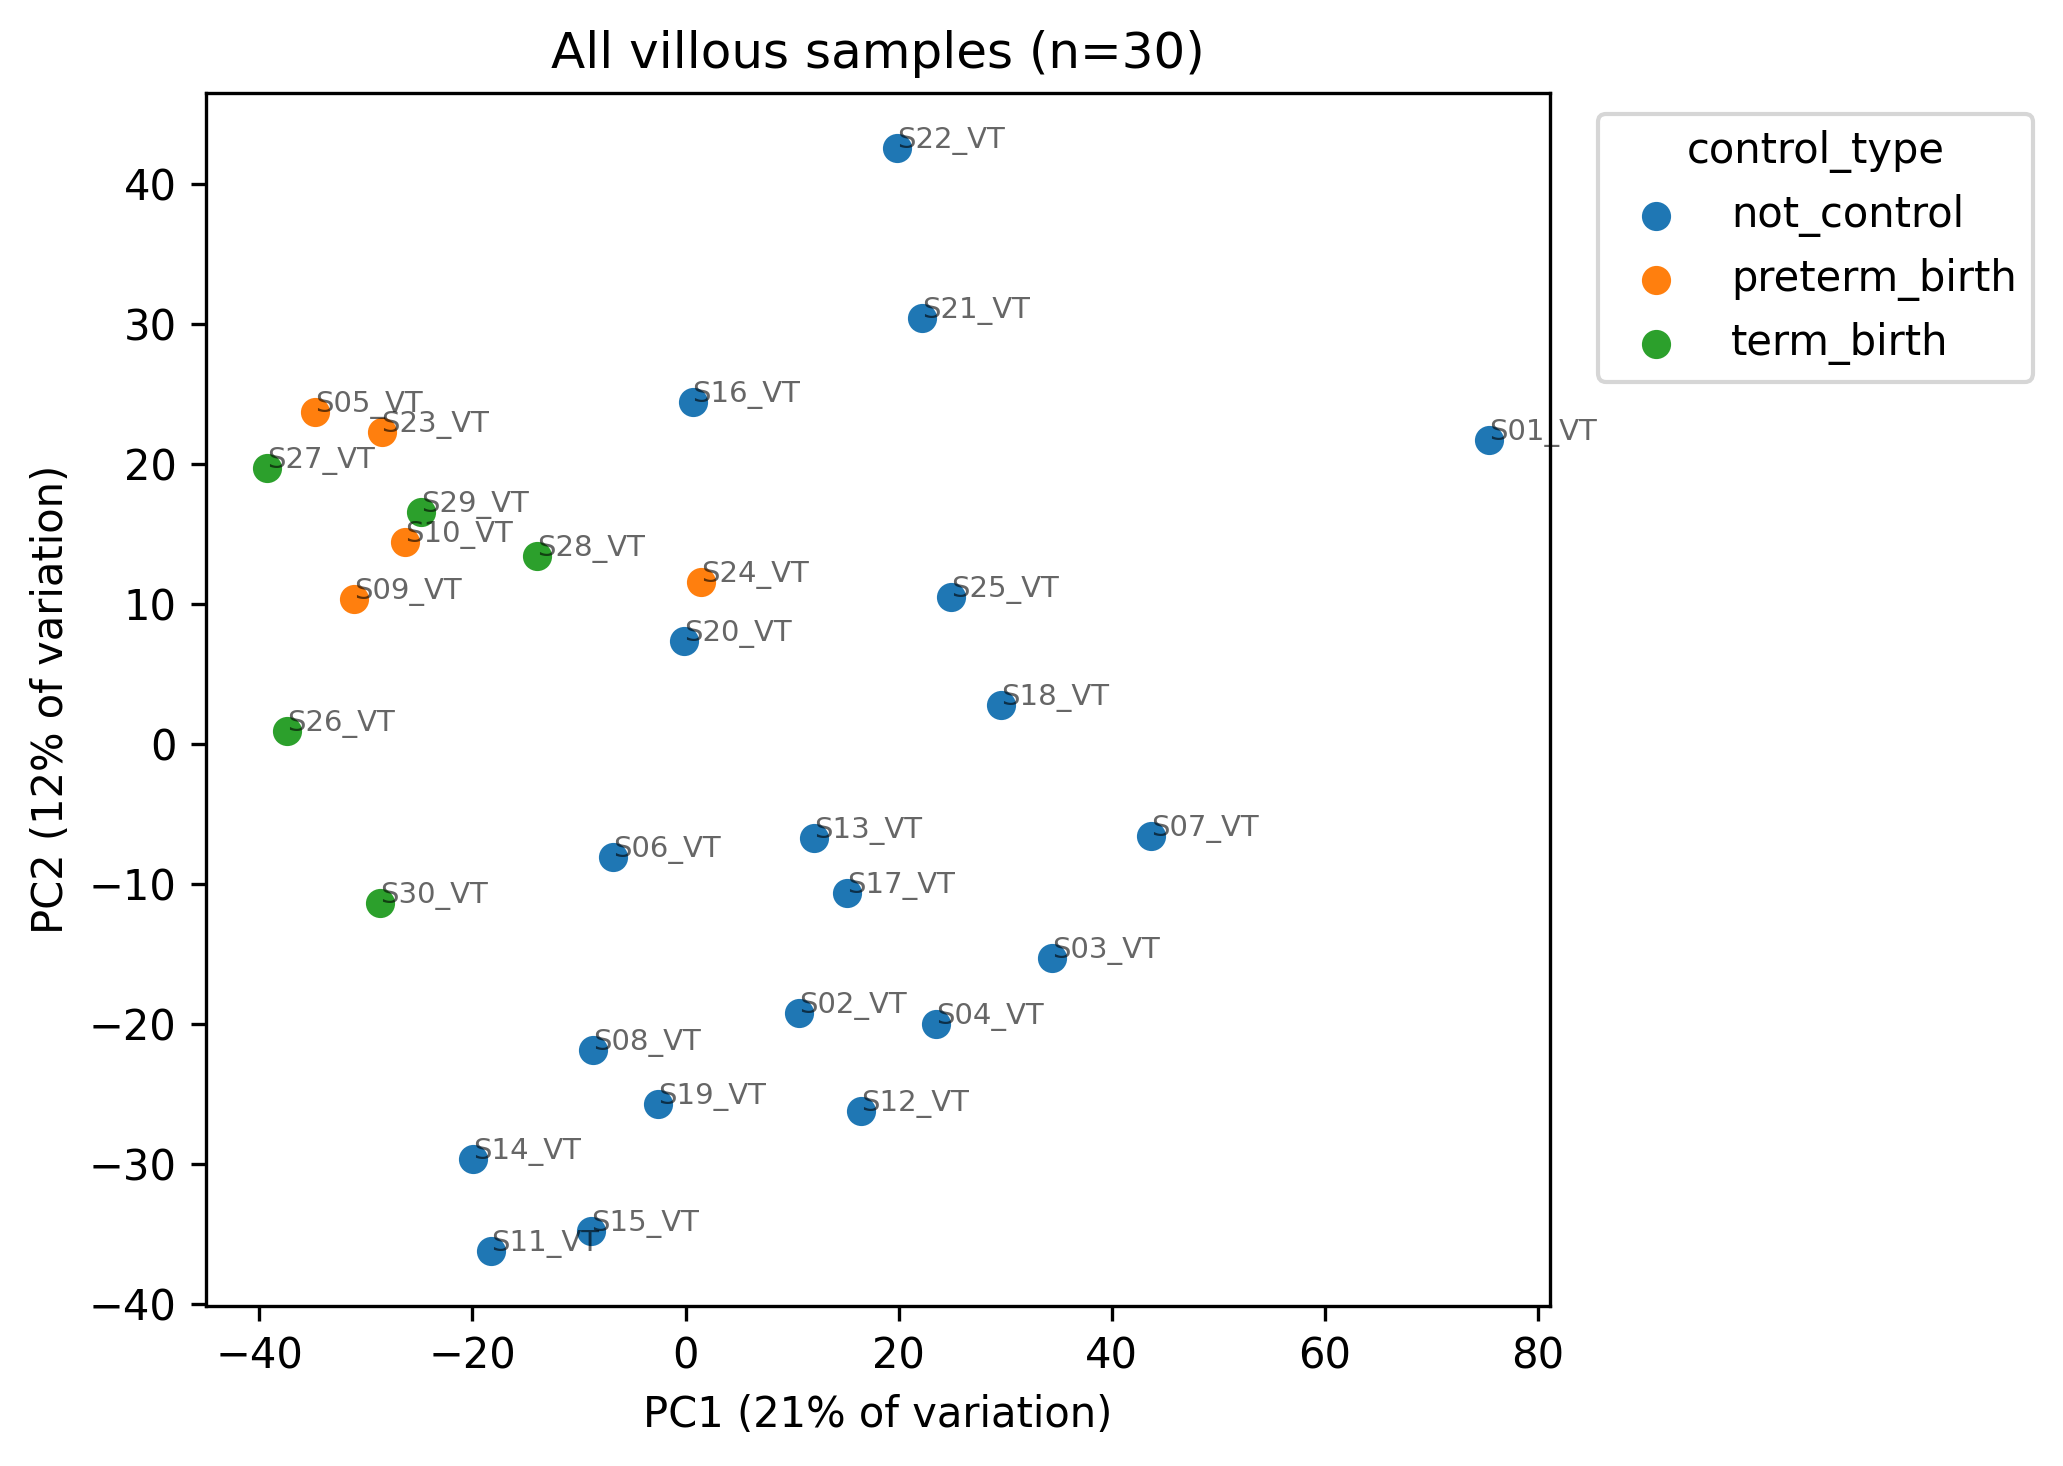 All villous samples (n=30)
control_type
not_control
preterm_birth
term_birth
S22_VT
S21_VT
S16_VT
S05_VT
S23_VT
S01_VT
S27_VT
S29_VT
S10_VT
S28_VT
S09_VT
S24_VT
S25_VT
S20_VT
S18_VT
S26_VT
S13_VT
S07_VT
S06_VT
S17_VT
S30_VT
S03_VT
S02_VT
S04_VT
S08_VT
S19_VT
S12_VT
S14_VT
S15_VT
S11_VT
40
30
20
10
0
−10
−20
−30
−40
PC2 (12% of variation)
−40 −20 0 20 40 60 80
PC1 (21% of variation)